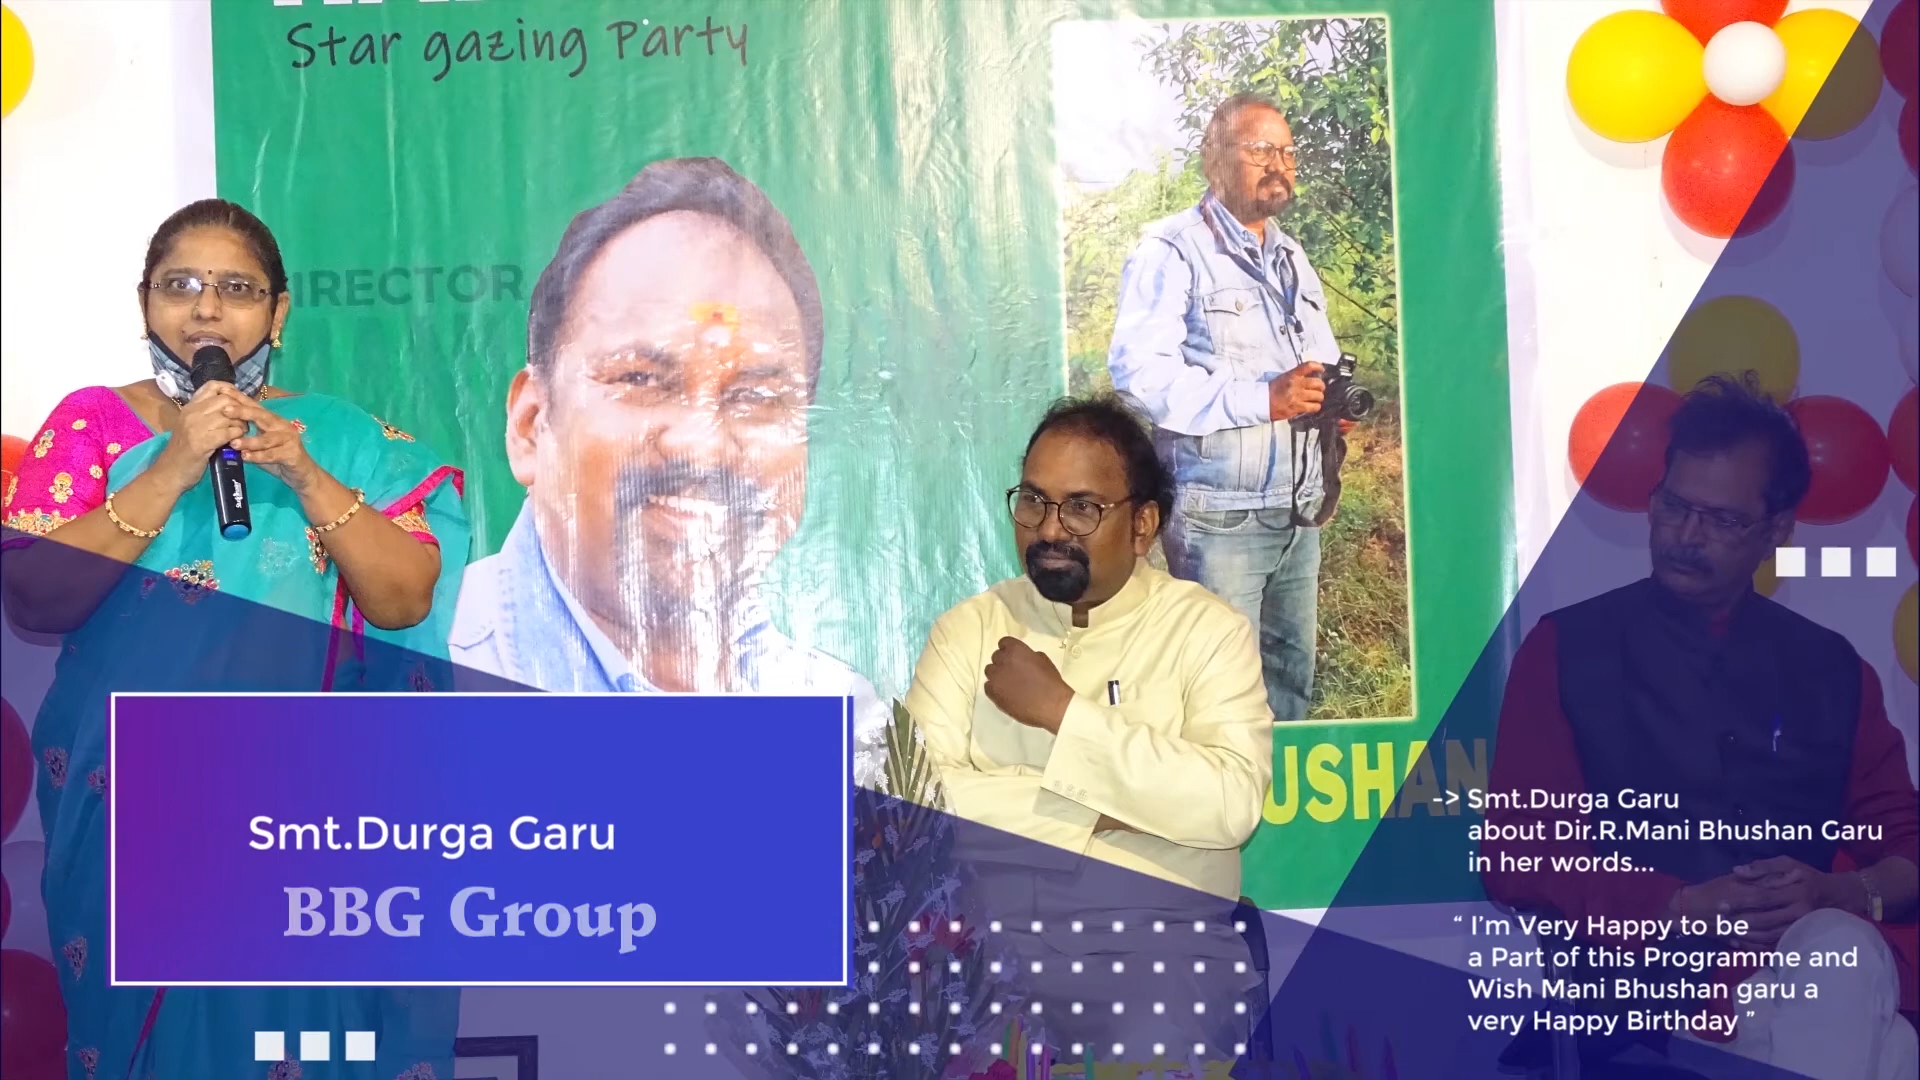 Star gazing Party
IRECTOR
USHAN
Smt.Durga Garu
BBG Group
-> Smt.Durga Garu
about Dir.R.Mani Bhushan Garu
in her words...
“ I’m Very Happy to be
a Part of this Programme and
Wish Mani Bhushan garu a
very Happy Birthday ”